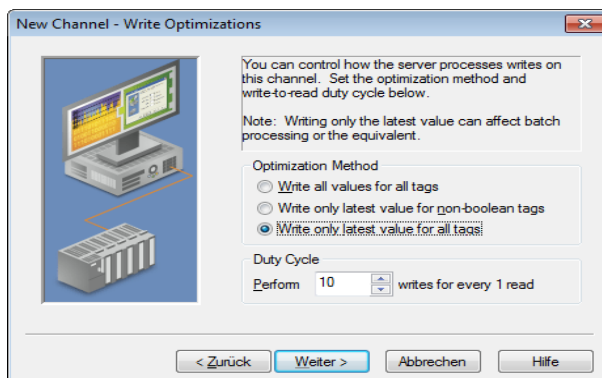 New Channel - Write Optimizations
You can control how the server processes writes on
this channel. Set the optimization method and
write-to-read duty cycle below.
Note: Writing only the latest value can affect batch
processing or the equivalent.
Optimization Method
Write all values for all tags
Write only latest value for non-boolean tags
Write only latest value for all tags
Duty Cycle
Perform 10 writes for every 1 read
< Zurück Weiter > Abbrechen Hilfe